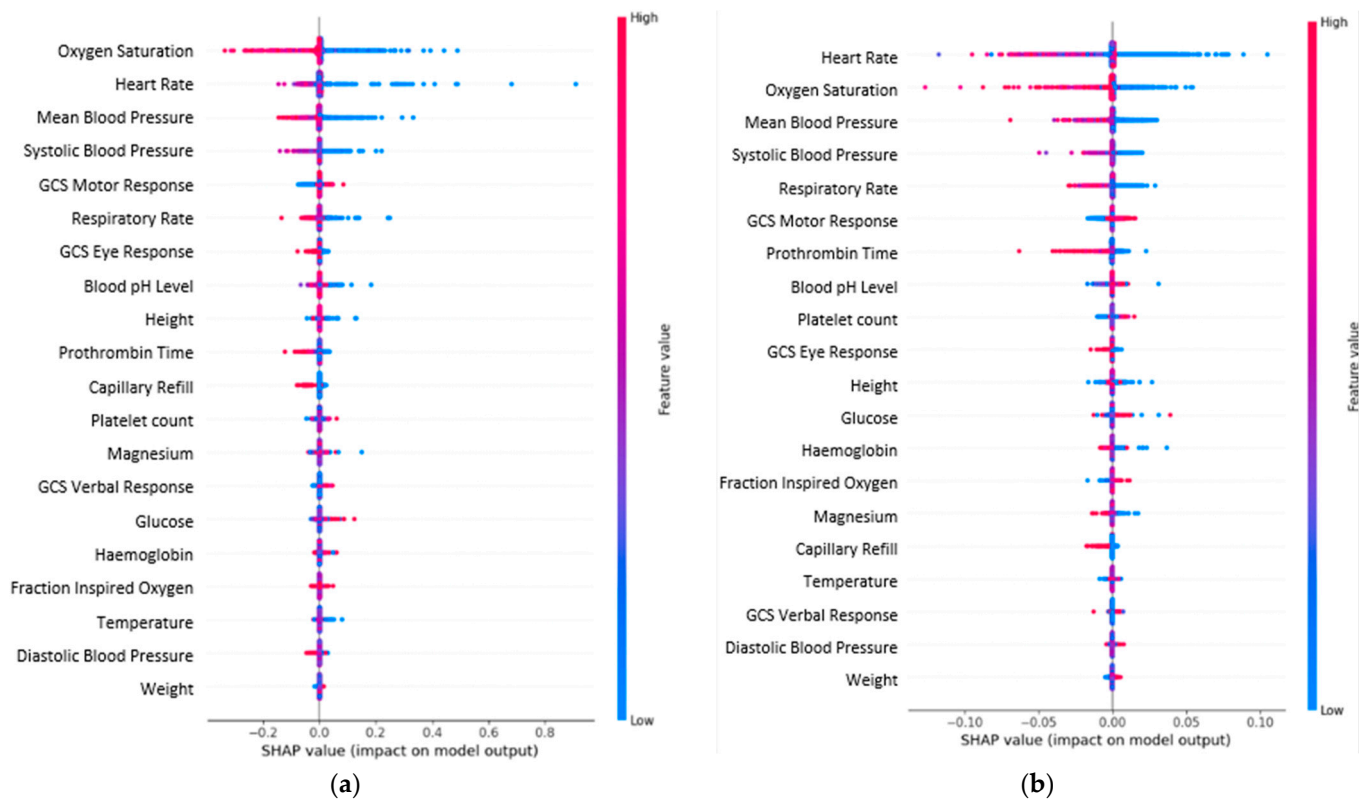 High
Oxygen Saturation
Heart Rate
Mean Blood Pressure
Systolic Blood Pressure
GCS Motor Response
Respiratory Rate
GCS Eye Response
Blood pH Level
Height
Prothrombin Time
Capillary Refill
Platelet count
Magnesium
GCS Verbal Response
Glucose
Haemoglobin
Fraction Inspired Oxygen
Temperature
Diastolic Blood Pressure
Weight
Low
Feature value
−0.2 0.0 0.2 0.4 0.6 0.8
SHAP value (impact on model output)
(a)
High
Heart Rate
Oxygen Saturation
Mean Blood Pressure
Systolic Blood Pressure
Respiratory Rate
GCS Motor Response
Prothrombin Time
Blood pH Level
Platelet count
GCS Eye Response
Height
Glucose
Haemoglobin
Fraction Inspired Oxygen
Magnesium
Capillary Refill
Temperature
GCS Verbal Response
Diastolic Blood Pressure
Weight
Low
Feature value
−0.10 −0.05 0.00 0.05 0.10
SHAP value (impact on model output)
(b)